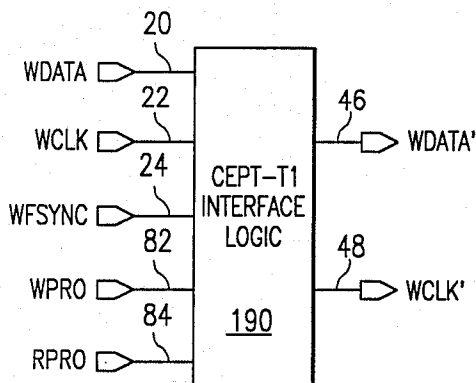 20
WDATA
22
WCLK
24
WFSYNC
82
WPRO
84
RPRO
CEPT-T1
INTERFACE
LOGIC
190
46
WDATA'
48
WCLK'